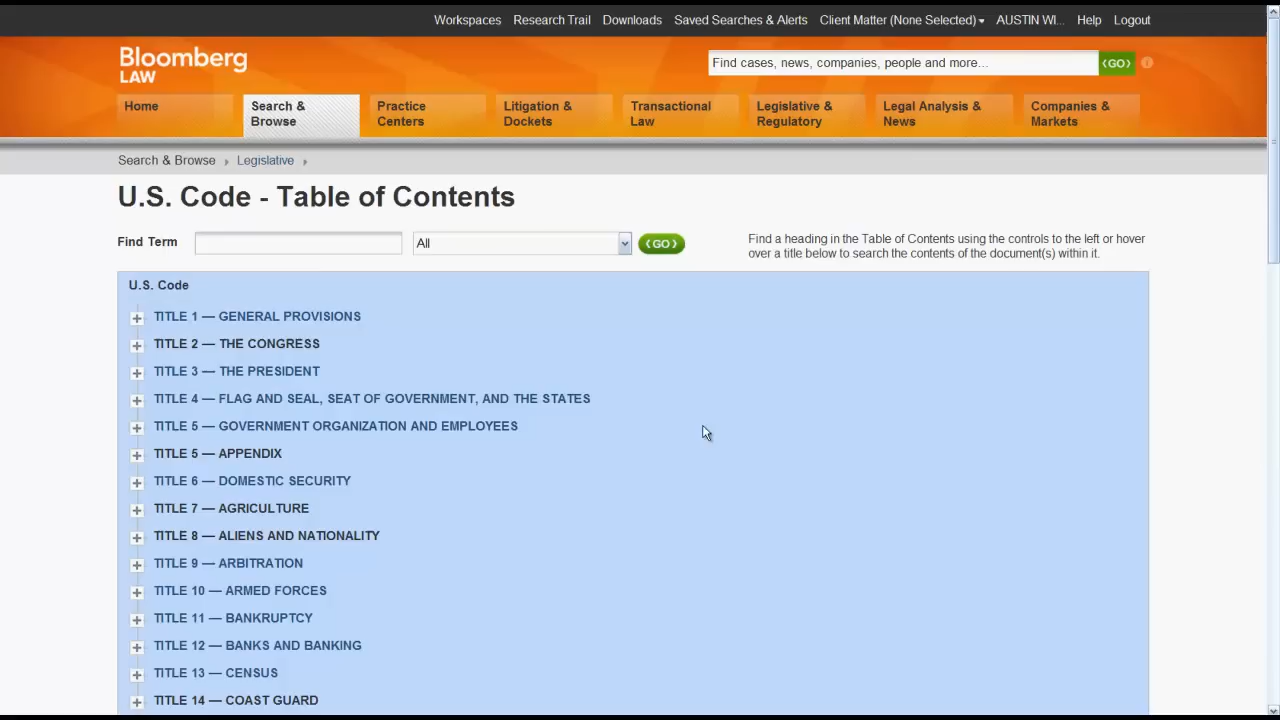 Workspaces Research Trail Downloads Saved Searches & Alerts Client Matter (None Selected) AUSTIN WI... Help Logout
Bloomberg
LAW
Find cases, news, companies, people and more... GO
Home
Search &
Browse
Practice
Centers
Litigation &
Dockets
Transactional
Law
Legislative &
Regulatory
Legal Analysis &
News
Companies &
Markets
Search & Browse Legislative
U.S. Code - Table of Contents
Find Term All GO
Find a heading in the Table of Contents using the controls to the left or hover
over a title below to search the contents of the document(s) within it.
U.S. Code
TITLE 1 — GENERAL PROVISIONS
TITLE 2 — THE CONGRESS
TITLE 3 — THE PRESIDENT
TITLE 4 — FLAG AND SEAL, SEAT OF GOVERNMENT, AND THE STATES
TITLE 5 — GOVERNMENT ORGANIZATION AND EMPLOYEES
TITLE 5 — APPENDIX
TITLE 6 — DOMESTIC SECURITY
TITLE 7 — AGRICULTURE
TITLE 8 — ALIENS AND NATIONALITY
TITLE 9 — ARBITRATION
TITLE 10 — ARMED FORCES
TITLE 11 — BANKRUPTCY
TITLE 12 — BANKS AND BANKING
TITLE 13 — CENSUS
TITLE 14 — COAST GUARD